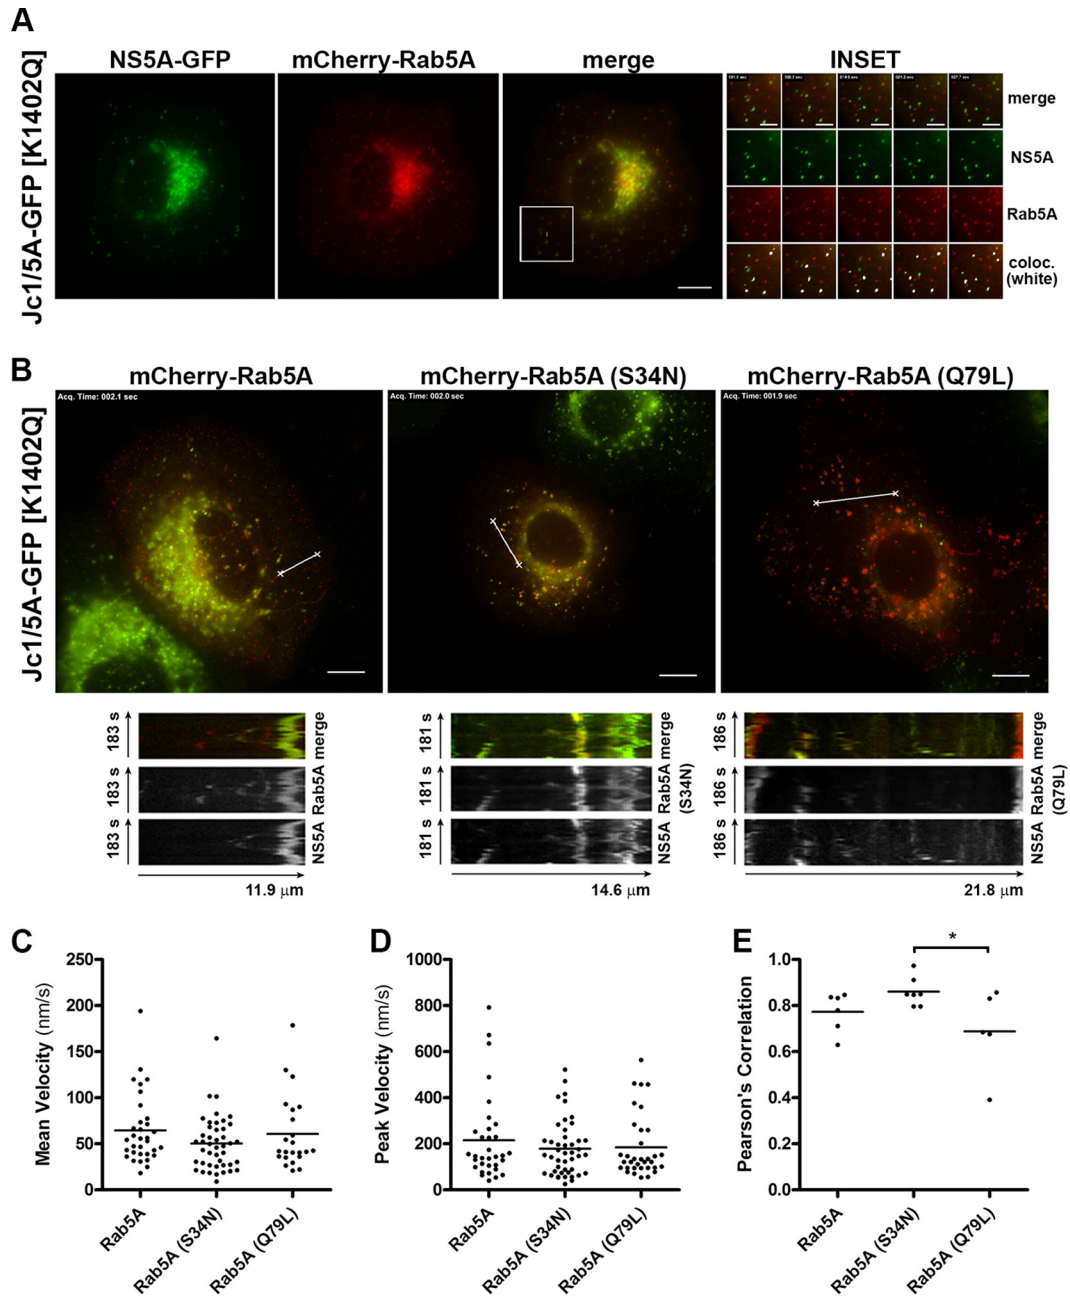 A
NS5A-GFP
mCherry-Rab5A
merge
INSET
Jc1/5A-GFP [K1402Q]
merge
NS5A
Rab5A
coloc.
(white)
B
mCherry-Rab5A
mCherry-Rab5A (S34N)
mCherry-Rab5A (Q79L)
Jc1/5A-GFP [K1402Q]
Acq. Time: 002.1 sec
Acq. Time: 002.0 sec
Acq. Time: 001.9 sec
183 s
merge
183 s
Rab5A
183 s
NS5A
11.9 µm
181 s
merge
181 s
Rab5A
(S34N)
181 s
NS5A
14.6 µm
186 s
merge
186 s
Rab5A
(Q79L)
186 s
NS5A
21.8 µm
C
Mean Velocity (nm/s)
250
200
150
100
50
0
Rab5A
Rab5A (S34N)
Rab5A (Q79L)
D
Peak Velocity (nm/s)
1000
800
600
400
200
0
Rab5A
Rab5A (S34N)
Rab5A (Q79L)
E
Pearson's Correlation
1.0
0.8
0.6
0.4
0.2
0.0
*
Rab5A
Rab5A (S34N)
Rab5A (Q79L)